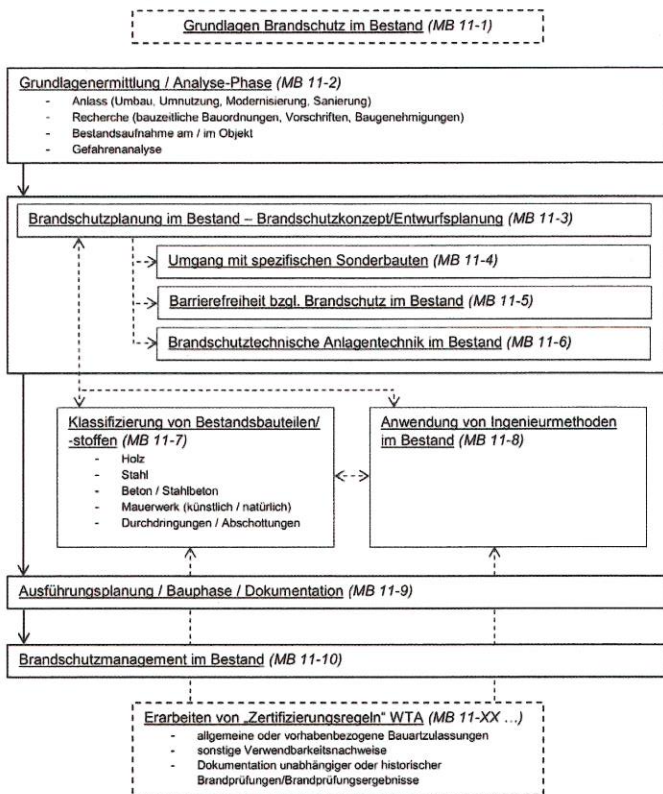 Grundlagen Brandschutz im Bestand (MB 11-1)
Grundlagenermittlung / Analyse-Phase (MB 11-2)
- Anlass (Umbau, Umnutzung, Modernisierung, Sanierung)
- Recherche (bauzeitliche Bauordnungen, Vorschriften, Baugenehmigungen)
- Bestandsaufnahme am / im Objekt
- Gefahrenanalyse
Brandschutzplanung im Bestand – Brandschutzkonzept/Entwurfsplanung (MB 11-3)
Umgang mit spezifischen Sonderbauten (MB 11-4)
Barrierefreiheit bzgl. Brandschutz im Bestand (MB 11-5)
Brandschutztechnische Anlagentechnik im Bestand (MB 11-6)
Klassifizierung von Bestandsbauteilen/
-stoffen (MB 11-7)
- Holz
- Stahl
- Beton / Stahlbeton
- Mauerwerk (künstlich / natürlich)
- Durchdringungen / Abschottungen
Anwendung von Ingenieurmethoden
im Bestand (MB 11-8)
Ausführungsplanung / Bauphase / Dokumentation (MB 11-9)
Brandschutzmanagement im Bestand (MB 11-10)
Erarbeiten von „Zertifizierungsregeln" WTA (MB 11-XX ...)
- allgemeine oder vorhabenbezogene Bauartzulassungen
- sonstige Verwendbarkeitsnachweise
- Dokumentation unabhängiger oder historischer
Brandprüfungen/Brandprüfungsergebnisse